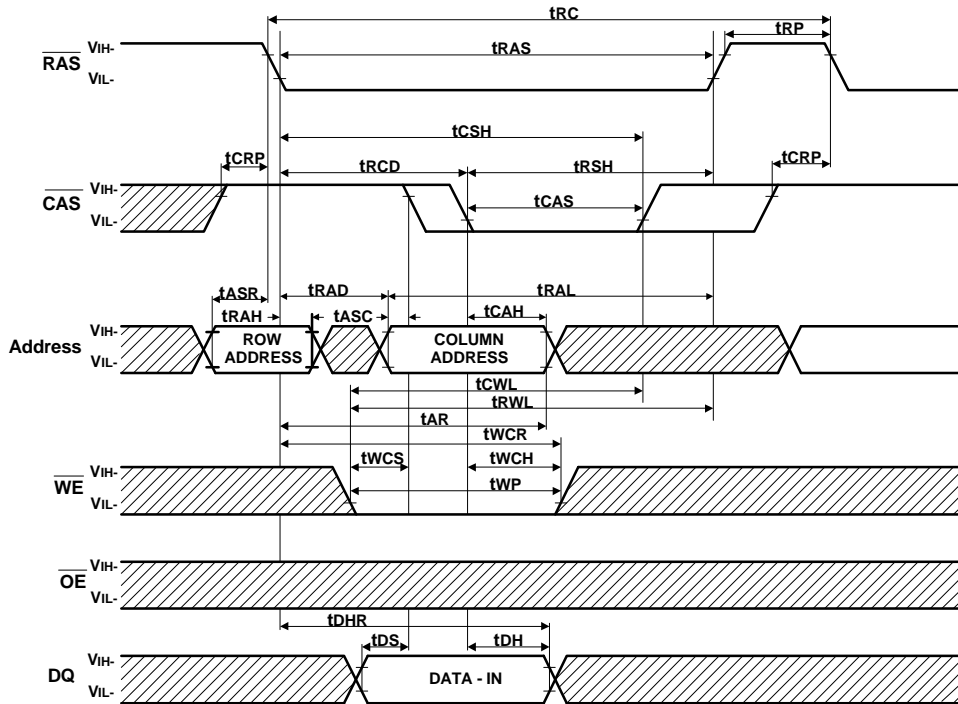 tRC
tRP
VIH-
RAS
tRAS
VIL-
tCSH
tCRP
tRCD
tRSH
tCRP
VIH-
CAS
tCAS
VIL-
tASR
tRAD
tRAL
tRAH
tASC
tCAH
VIH-
Address
ROW
ADDRESS
COLUMN
ADDRESS
VIL-
tCWL
tRWL
tAR
tWCR
VIH-
tWCS
tWCH
WE
tWP
VIL-
VIH-
OE
VIL-
tDHR
tDS
tDH
VIH-
DQ
DATA - IN
VIL-